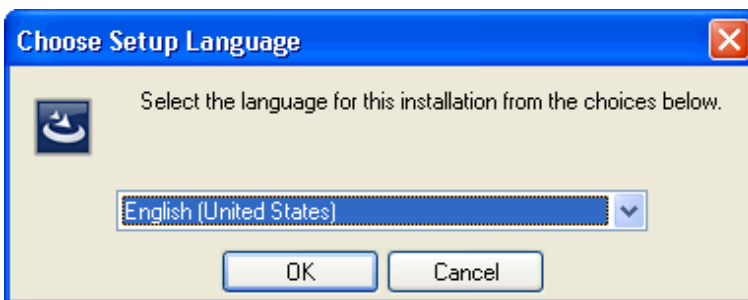 Choose Setup Language
Select the language for this installation from the choices below.
English (United States)
OK
Cancel